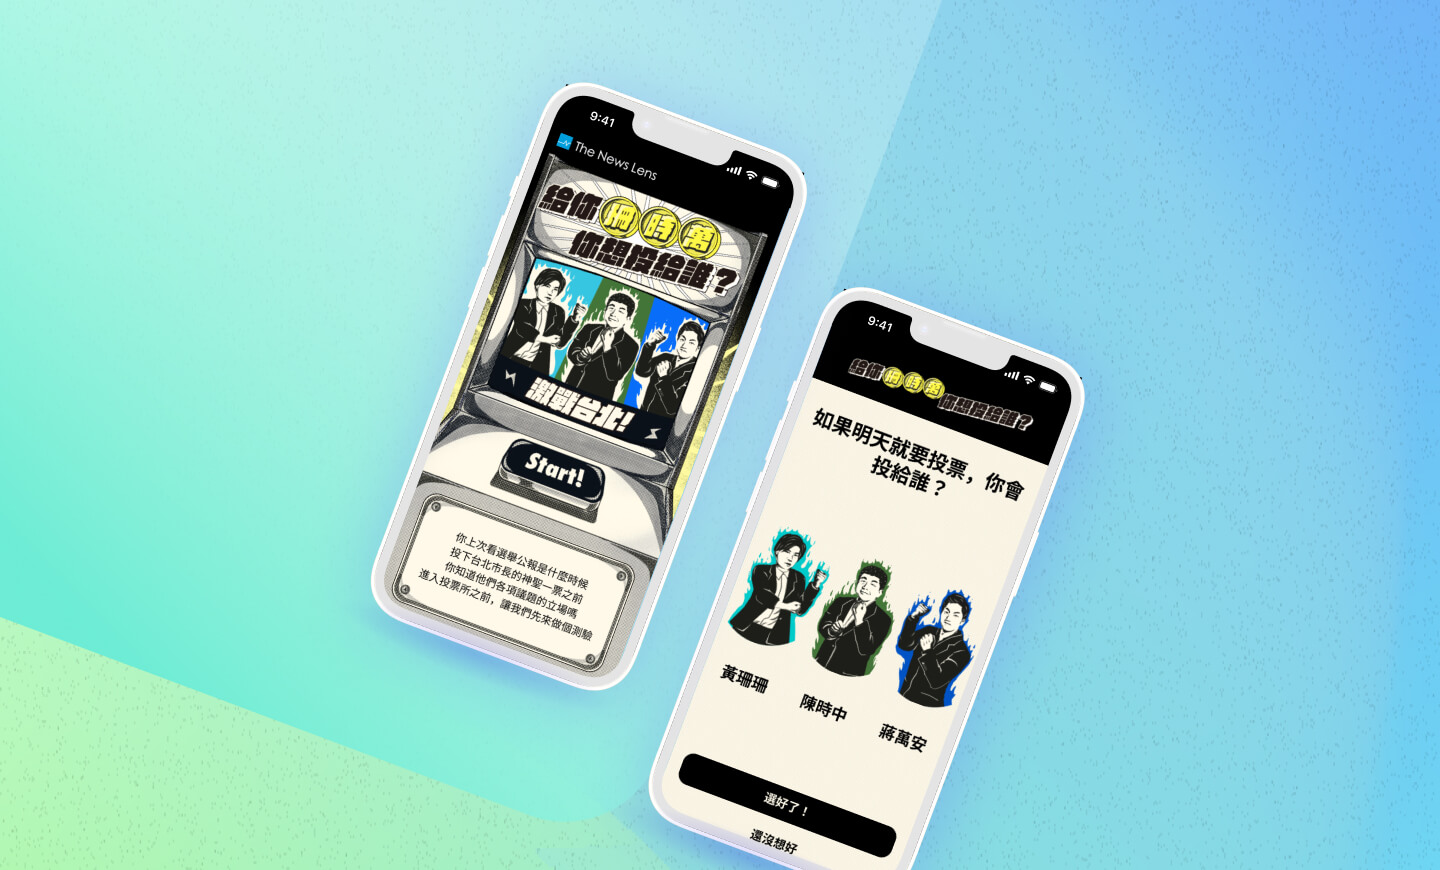 9:41
The News Lens
給你珊時萬
你想投給誰？
激戰台北!
Start!
你上次看選舉公報是什麼時候
投下台北市長的神聖一票之前
你知道他們各項議題的立場嗎
進入投票所之前，讓我們先來做個測驗
9:41
給你珊時萬
你想投給誰？
如果明天就要投票，你會
投給誰？
黃珊珊
陳時中
蔣萬安
選好了！
還沒想好